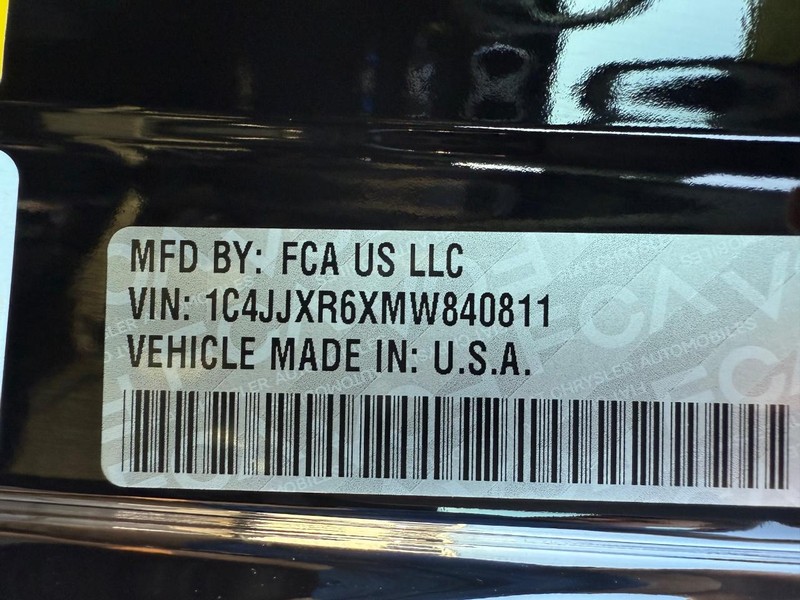 MFD BY: FCA US LLC
VIN: 1C4JJXR6XMW840811
VEHICLE MADE IN: U.S.A.